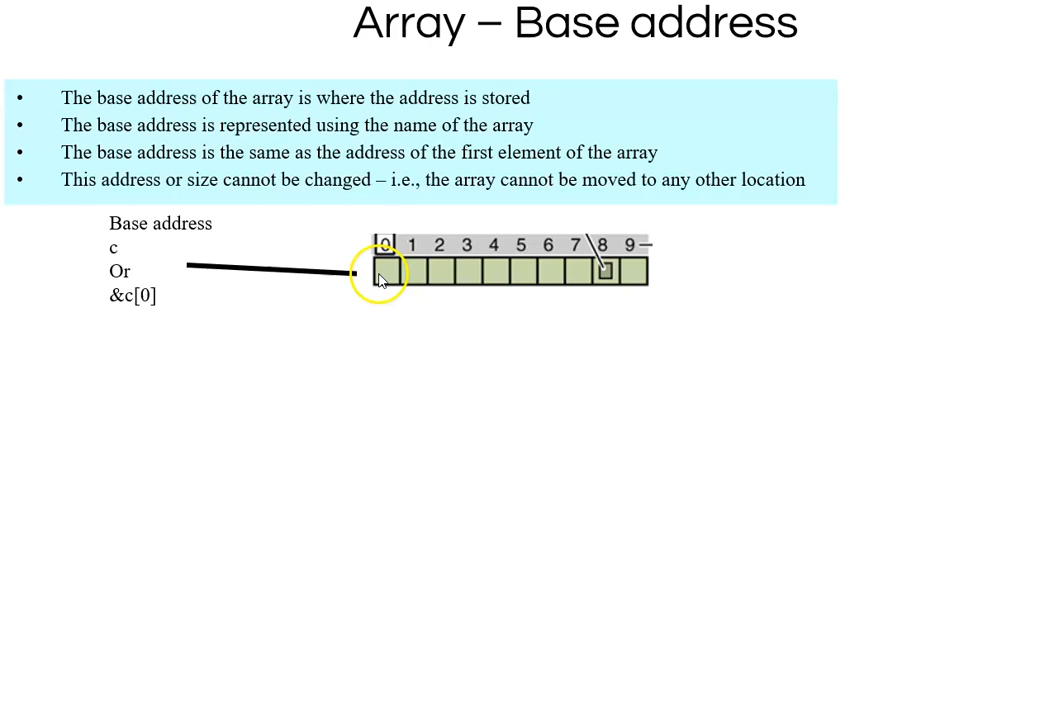 Array – Base address
• The base address of the array is where the address is stored
• The base address is represented using the name of the array
• The base address is the same as the address of the first element of the array
• This address or size cannot be changed – i.e., the array cannot be moved to any other location
Base address
c
Or
&c[0]
0 1 2 3 4 5 6 7 8 9